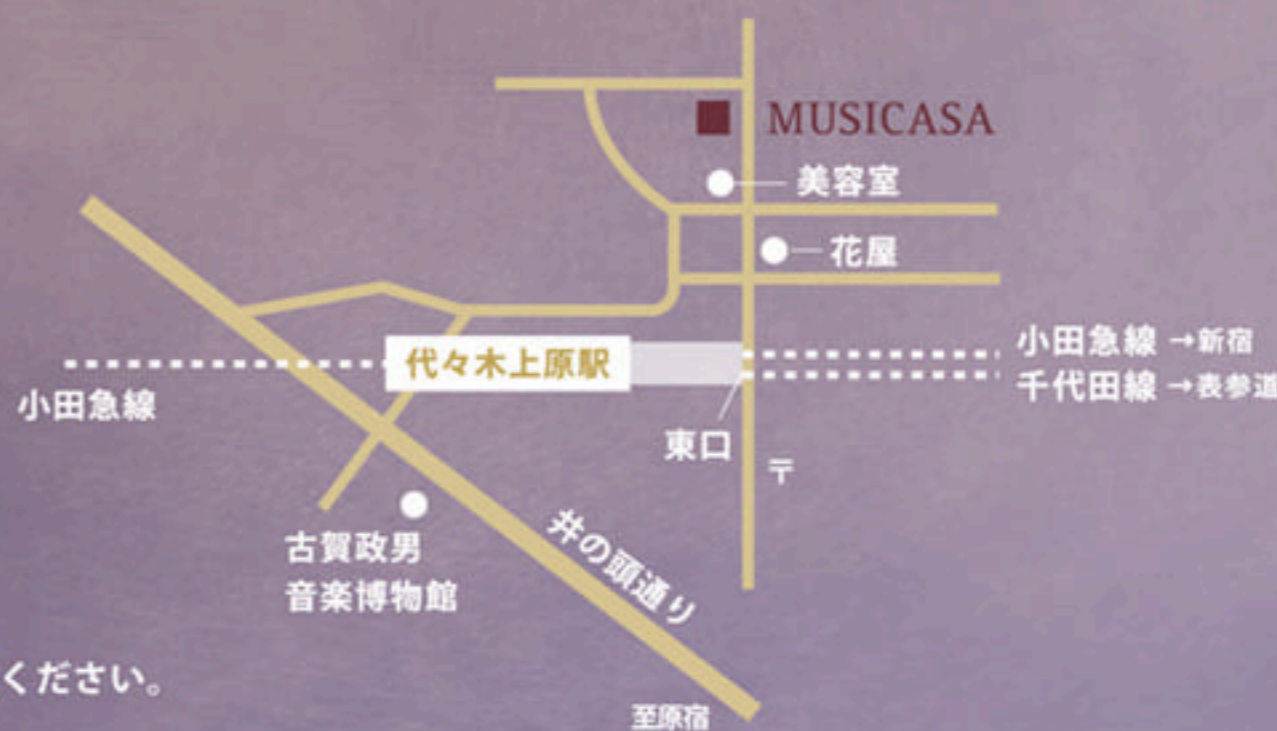 MUSICASA
美容室
花屋
代々木上原駅
小田急線 →新宿
千代田線 →表参道
小田急線
東口
〒
古賀政男
音楽博物館
井の頭通り
ください。
至原宿